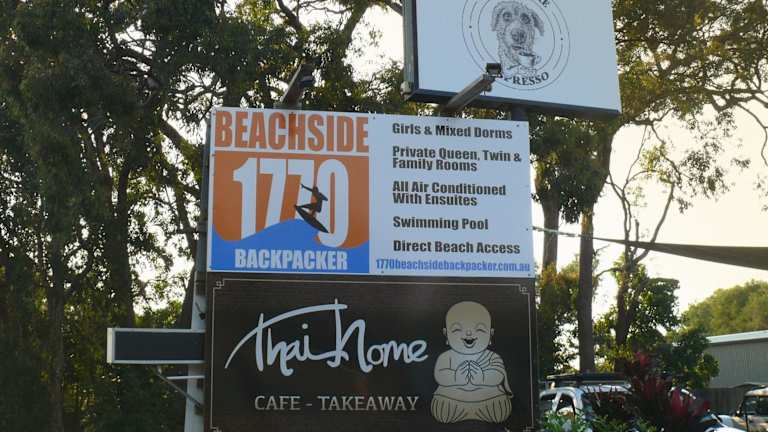 PRESSO
BEACHSIDE
1770
BACKPACKER
Girls & Mixed Dorms
Private Queen, Twin &
Family Rooms
All Air Conditioned
With Ensuites
Swimming Pool
Direct Beach Access
1770beachsidebackpacker.com.au
Thai Home
CAFE - TAKEAWAY